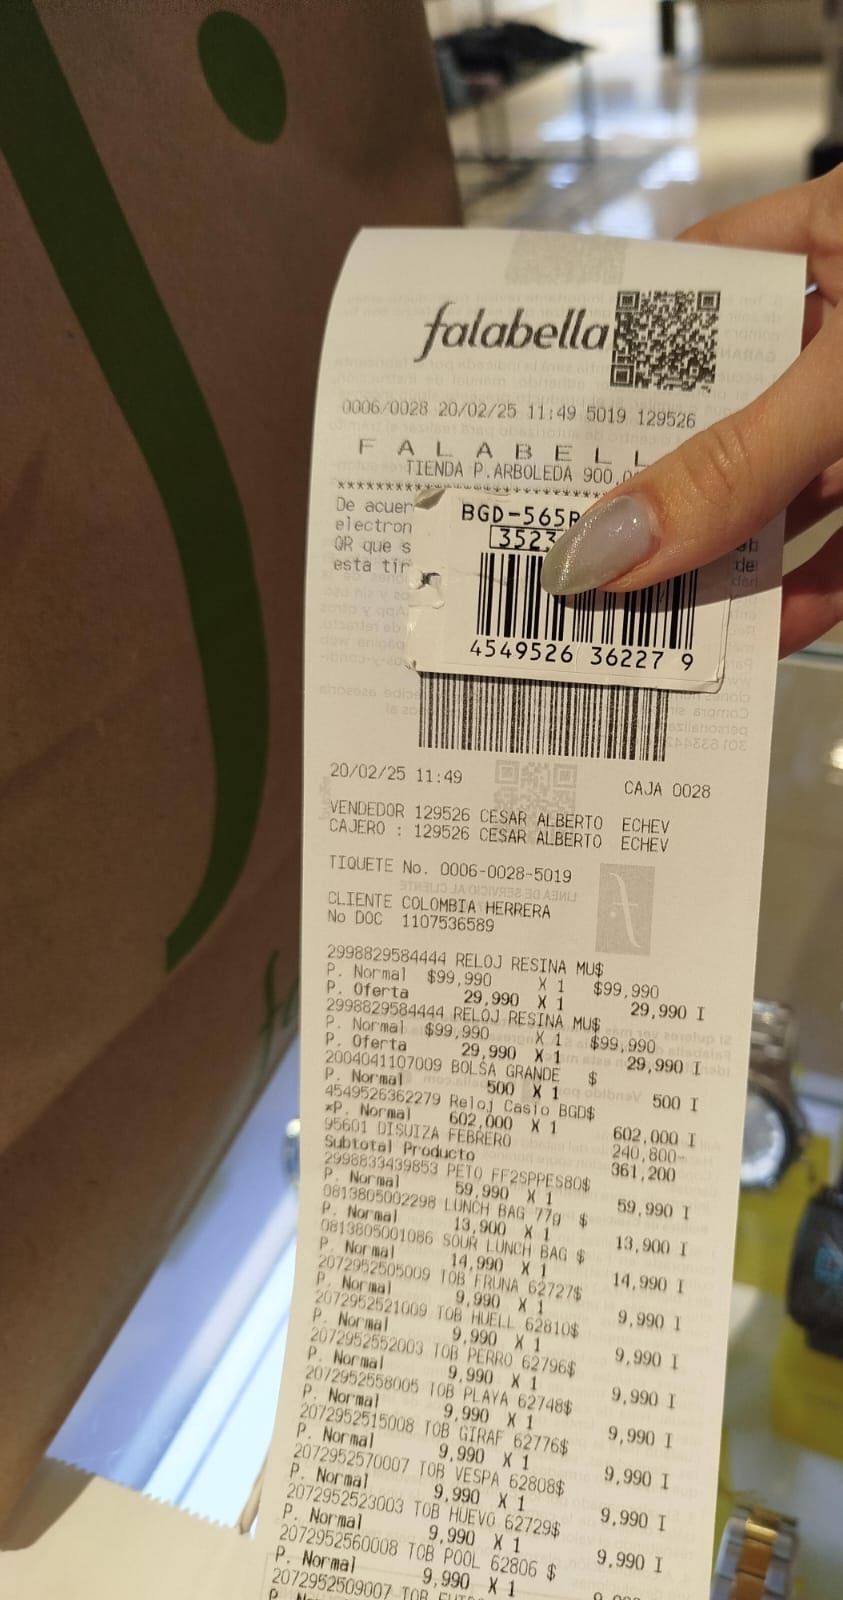 falabella
0006/0028 20/02/25 11:49 5019 129526
F A L A B E L L
TIENDA P.ARBOLEDA 900.0
**************************
De acuer
electron
QR que s
esta tir
de
BGD-565R
3523
4549526 36227 9
20/02/25 11:49 CAJA 0028
VENDEDOR 129526 CESAR ALBERTO ECHEV
CAJERO : 129526 CESAR ALBERTO ECHEV
TIQUETE No. 0006-0028-5019
CLIENTE COLOMBIA HERRERA
No DOC 1107536589
2998829584444 RELOJ RESINA MU$
P. Normal $99,990 X 1 $99,990
P. Oferta 29,990 X 1 29,990 I
2998829584444 RELOJ RESINA MU$
P. Normal $99,990 X 1 $99,990
P. Oferta 29,990 X 1 29,990 I
2004041107009 BOLSA GRANDE $
P. Normal 500 X 1 500 I
4549526362279 Reloj Casio BGD$
*P. Normal 602,000 X 1 602,000 I
95601 DISUIZA FEBRERO 240,800-
Subtotal Producto 361,200
2998833439853 PETO FF2SPPES80$
P. Normal 59,990 X 1 59,990 I
0813805002298 LUNCH BAG 77g $
P. Normal 13,900 X 1 13,900 I
0813805001086 SOUR LUNCH BAG $
P. Normal 14,990 X 1 14,990 I
2072952505009 TOB FRUNA 62727$
P. Normal 9,990 X 1 9,990 I
2072952521009 TOB HUELL 62810$
P. Normal 9,990 X 1 9,990 I
2072952552003 TOB PERRO 62796$
P. Normal 9,990 X 1 9,990 I
2072952558005 TOB PLAYA 62748$
P. Normal 9,990 X 1 9,990 I
2072952515008 TOB GIRAF 62776$
P. Normal 9,990 X 1 9,990 I
2072952570007 TOB VESPA 62808$
P. Normal 9,990 X 1 9,990 I
2072952523003 TOB HUEVO 62729$
P. Normal 9,990 X 1 9,990 I
2072952560008 TOB POOL 62806 $
P. Normal 9,990 X 1
2072952509007 TOB